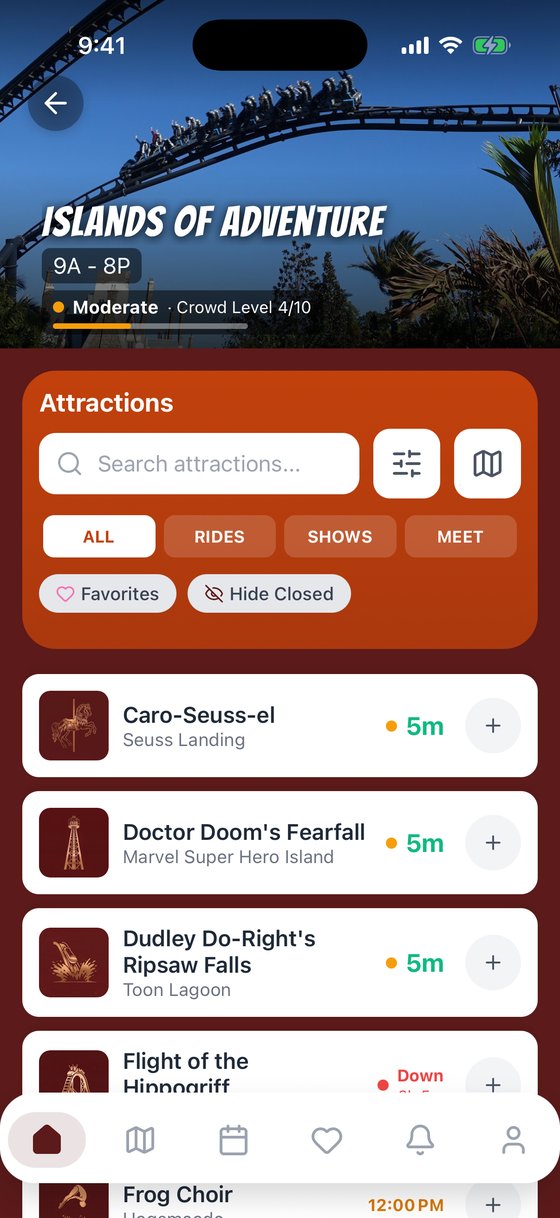 9:41
ISLANDS OF ADVENTURE
9A - 8P
Moderate · Crowd Level 4/10
Attractions
Search attractions...
ALL RIDES SHOWS MEET
Favorites Hide Closed
Caro-Seuss-el
Seuss Landing
5m
Doctor Doom's Fearfall
Marvel Super Hero Island
5m
Dudley Do-Right's
Ripsaw Falls
Toon Lagoon
5m
Flight of the
Hippogriff
Down
Frog Choir
Hogsmeade
12:00 PM